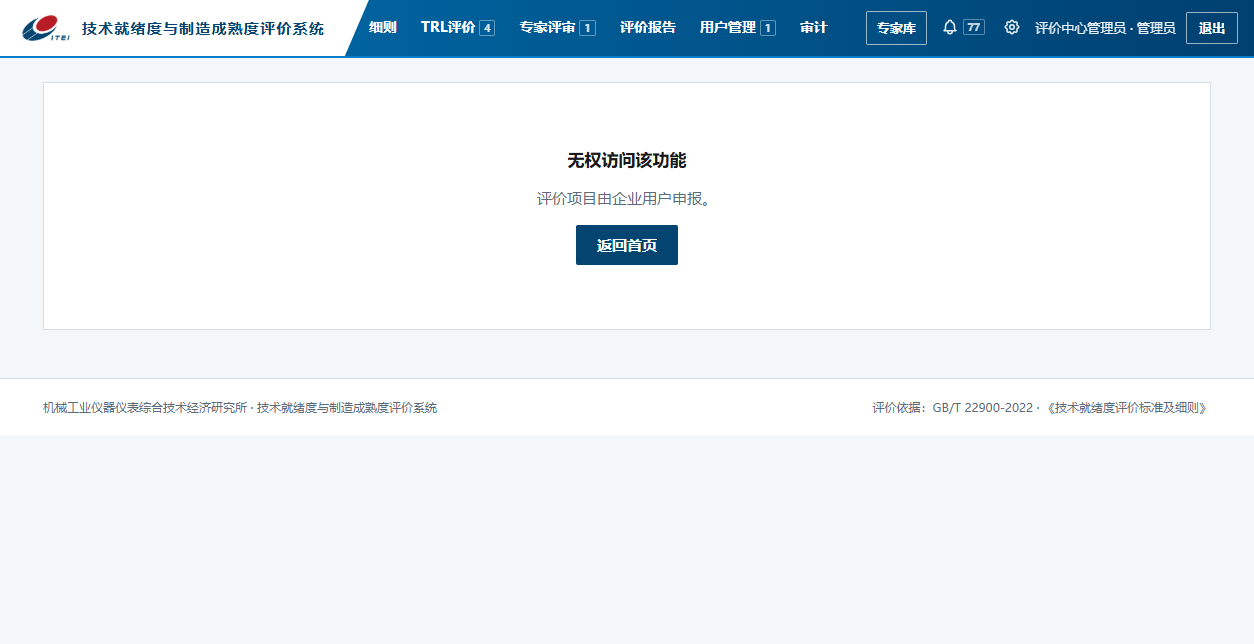 ITEI 技术就绪度与制造成熟度评价系统 细则 TRL评价 4 专家评审 1 评价报告 用户管理 1 审计 专家库 77 评价中心管理员 · 管理员 退出
无权访问该功能
评价项目由企业用户申报。
返回首页
机械工业仪器仪表综合技术经济研究所 · 技术就绪度与制造成熟度评价系统 评价依据：GB/T 22900-2022 · 《技术就绪度评价标准及细则》